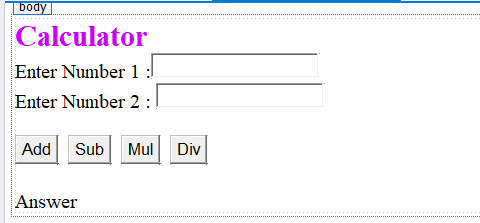 body
Calculator
Enter Number 1 :
Enter Number 2 :
Add Sub Mul Div
Answer